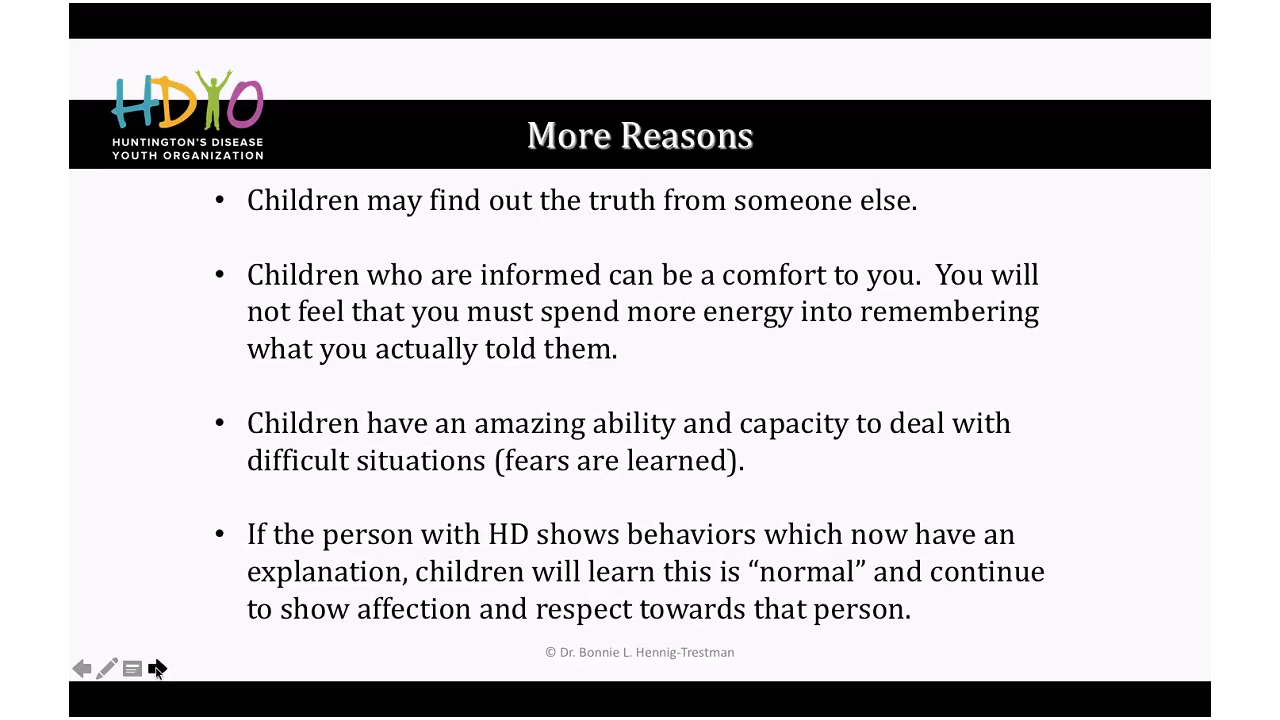 HDYO
HUNTINGTON'S DISEASE
YOUTH ORGANIZATION
More Reasons
• Children may find out the truth from someone else.
• Children who are informed can be a comfort to you.  You will
not feel that you must spend more energy into remembering
what you actually told them.
• Children have an amazing ability and capacity to deal with
difficult situations (fears are learned).
• If the person with HD shows behaviors which now have an
explanation, children will learn this is “normal” and continue
to show affection and respect towards that person.
© Dr. Bonnie L. Hennig-Trestman